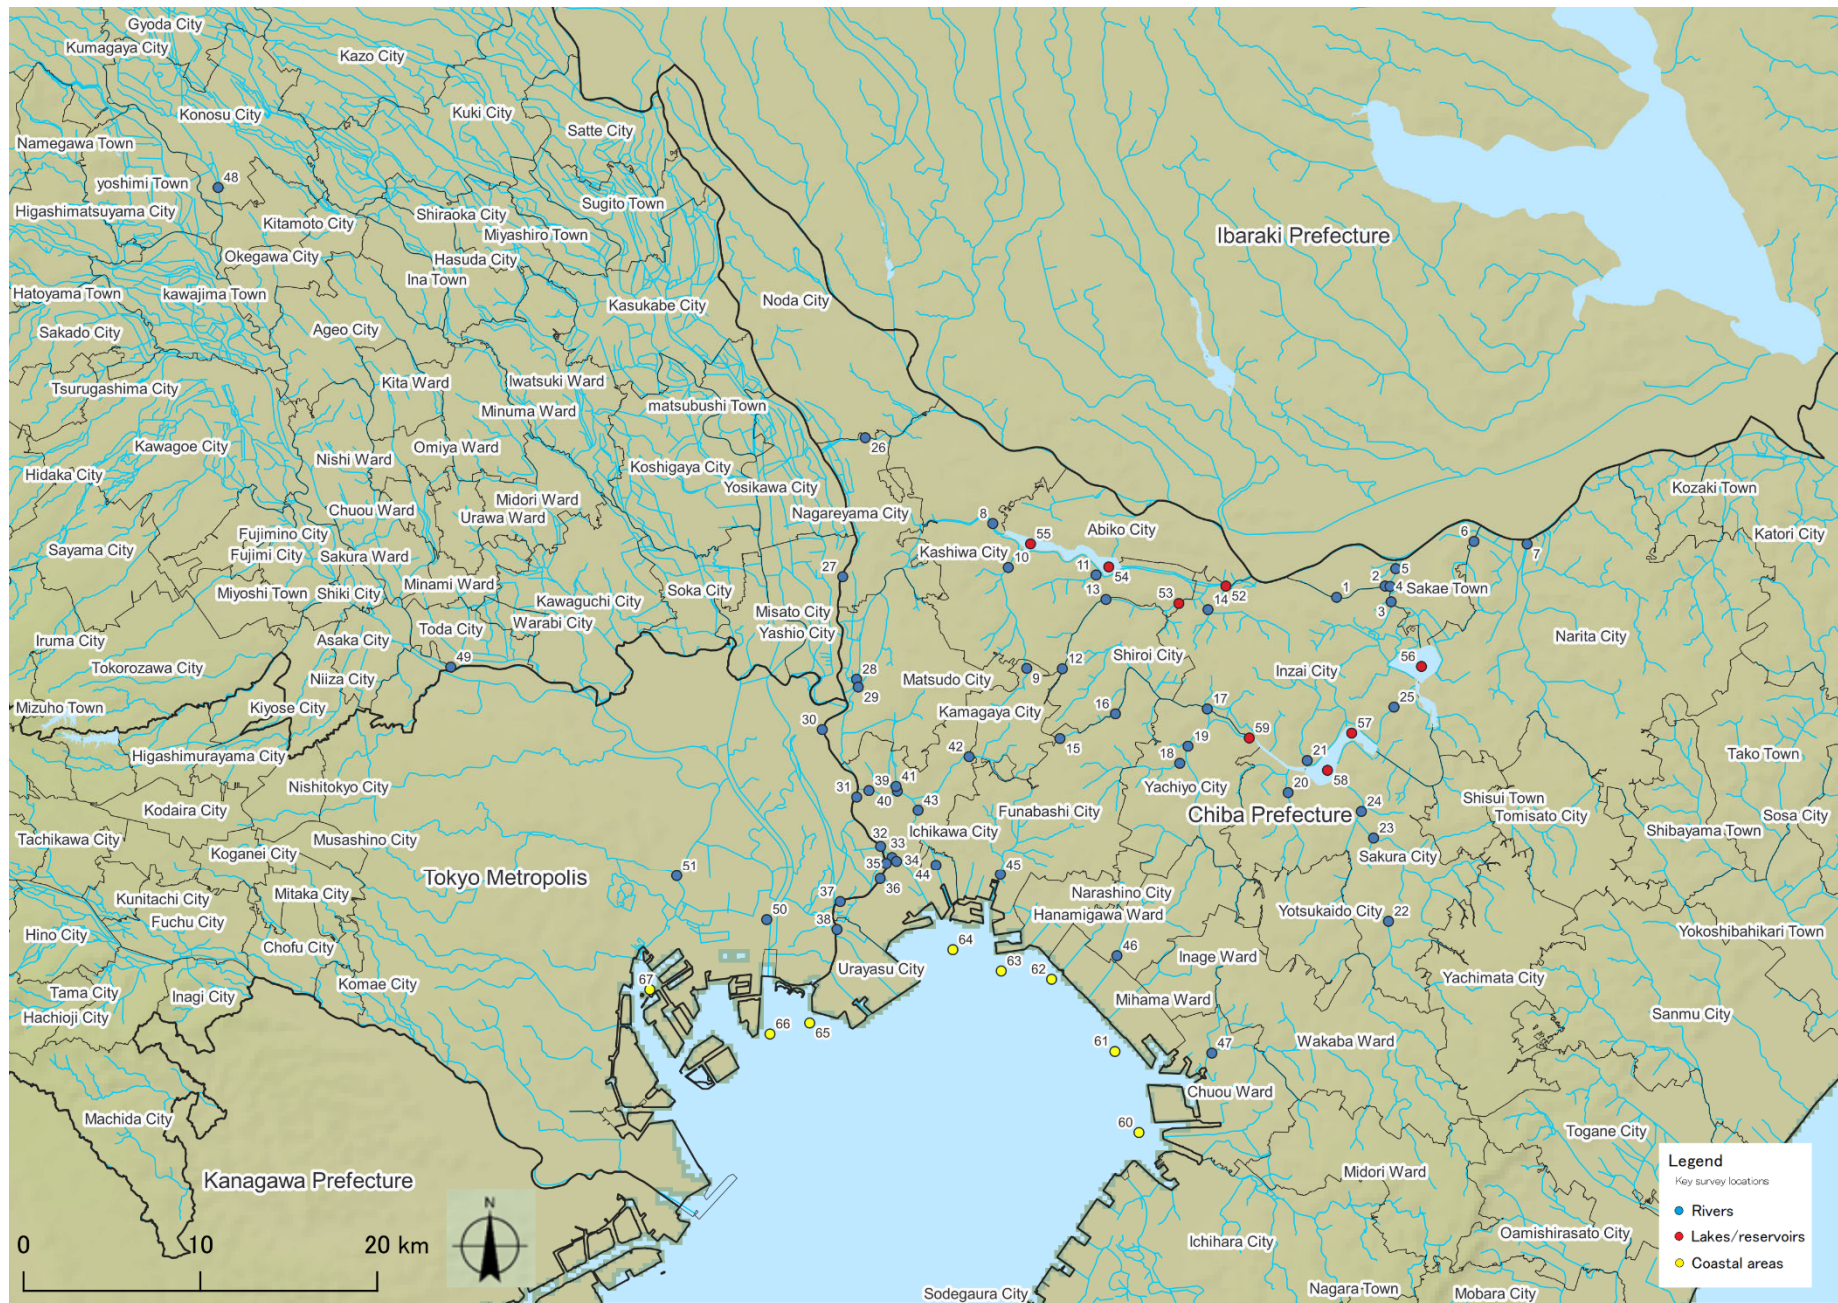 Gyoda City
Kumagaya City
Kazo City
Konosu City
Kuki City
Satte City
Namegawa Town
yoshimi Town
48
Higashimatsuyama City
Kitamoto City
Shiraoka City
Sugito Town
Miyashiro Town
Okegawa City
Hasuda City
Ina Town
Ibaraki Prefecture
Hatoyama Town
kawajima Town
Kasukabe City
Noda City
Sakado City
Ageo City
Tsurugashima City
Kita Ward
Iwatsuki Ward
Minuma Ward
matsubushi Town
Kawagoe City
Omiya Ward
26
Hidaka City
Nishi Ward
Koshigaya City
Yosikawa City
Kozaki Town
Chuou Ward
Midori Ward
Urawa Ward
Nagareyama City
Katori City
Fujimino City
8
Abiko City
6
7
Sayama City
Fujimi City
Sakura Ward
55
Kashiwa City
10
11
54
5
27
Miyoshi Town
Shiki City
Minami Ward
Soka City
13
53
14
52
1
2
4
Sakae Town
3
Kawaguchi City
Misato City
Warabi City
Yashio City
Iruma City
Asaka City
Toda City
Narita City
Tokorozawa City
49
28
29
Matsudo City
9
12
Shiroi City
Inzai City
56
Niiza City
25
Mizuho Town
Kiyose City
30
Kamagaya City
16
17
59
57
Higashimurayama City
42
15
18
19
21
58
Tako Town
Nishitokyo City
31
39
41
40
43
Yachiyo City
20
Shisui Town
Kodaira City
Funabashi City
Chiba Prefecture
24
Tomisato City
Sosa City
Tachikawa City
Musashino City
Ichikawa City
23
Shibayama Town
Koganei City
32
33
34
35
36
44
45
Sakura City
Tokyo Metropolis
51
Kunitachi City
Mitaka City
37
Narashino City
Fuchu City
50
38
Hanamigawa Ward
Yotsukaido City
22
Hino City
Chofu City
64
46
Inage Ward
Yokoshibahikari Town
Urayasu City
63
62
Tama City
Inagi City
Komae City
67
Yachimata City
Hachioji City
Mihama Ward
Sanmu City
66
65
61
47
Wakaba Ward
Chuou Ward
Machida City
60
Togane City
Kanagawa Prefecture
Midori Ward
Legend
Key survey locations
Rivers
Lakes/reservoirs
Coastal areas
N
0
10
20 km
Ichihara City
Oamishirasato City
Sodegaura City
Nagara Town
Mobara City